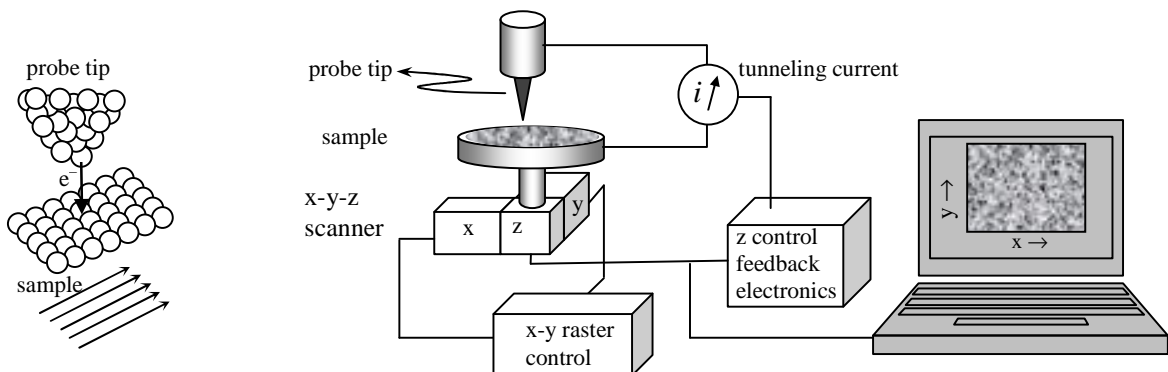 probe tip
e⁻
sample
probe tip
tunneling current
i
sample
x-y-z
scanner
x
z
y
z control
feedback
electronics
x-y raster
control
y →
x →